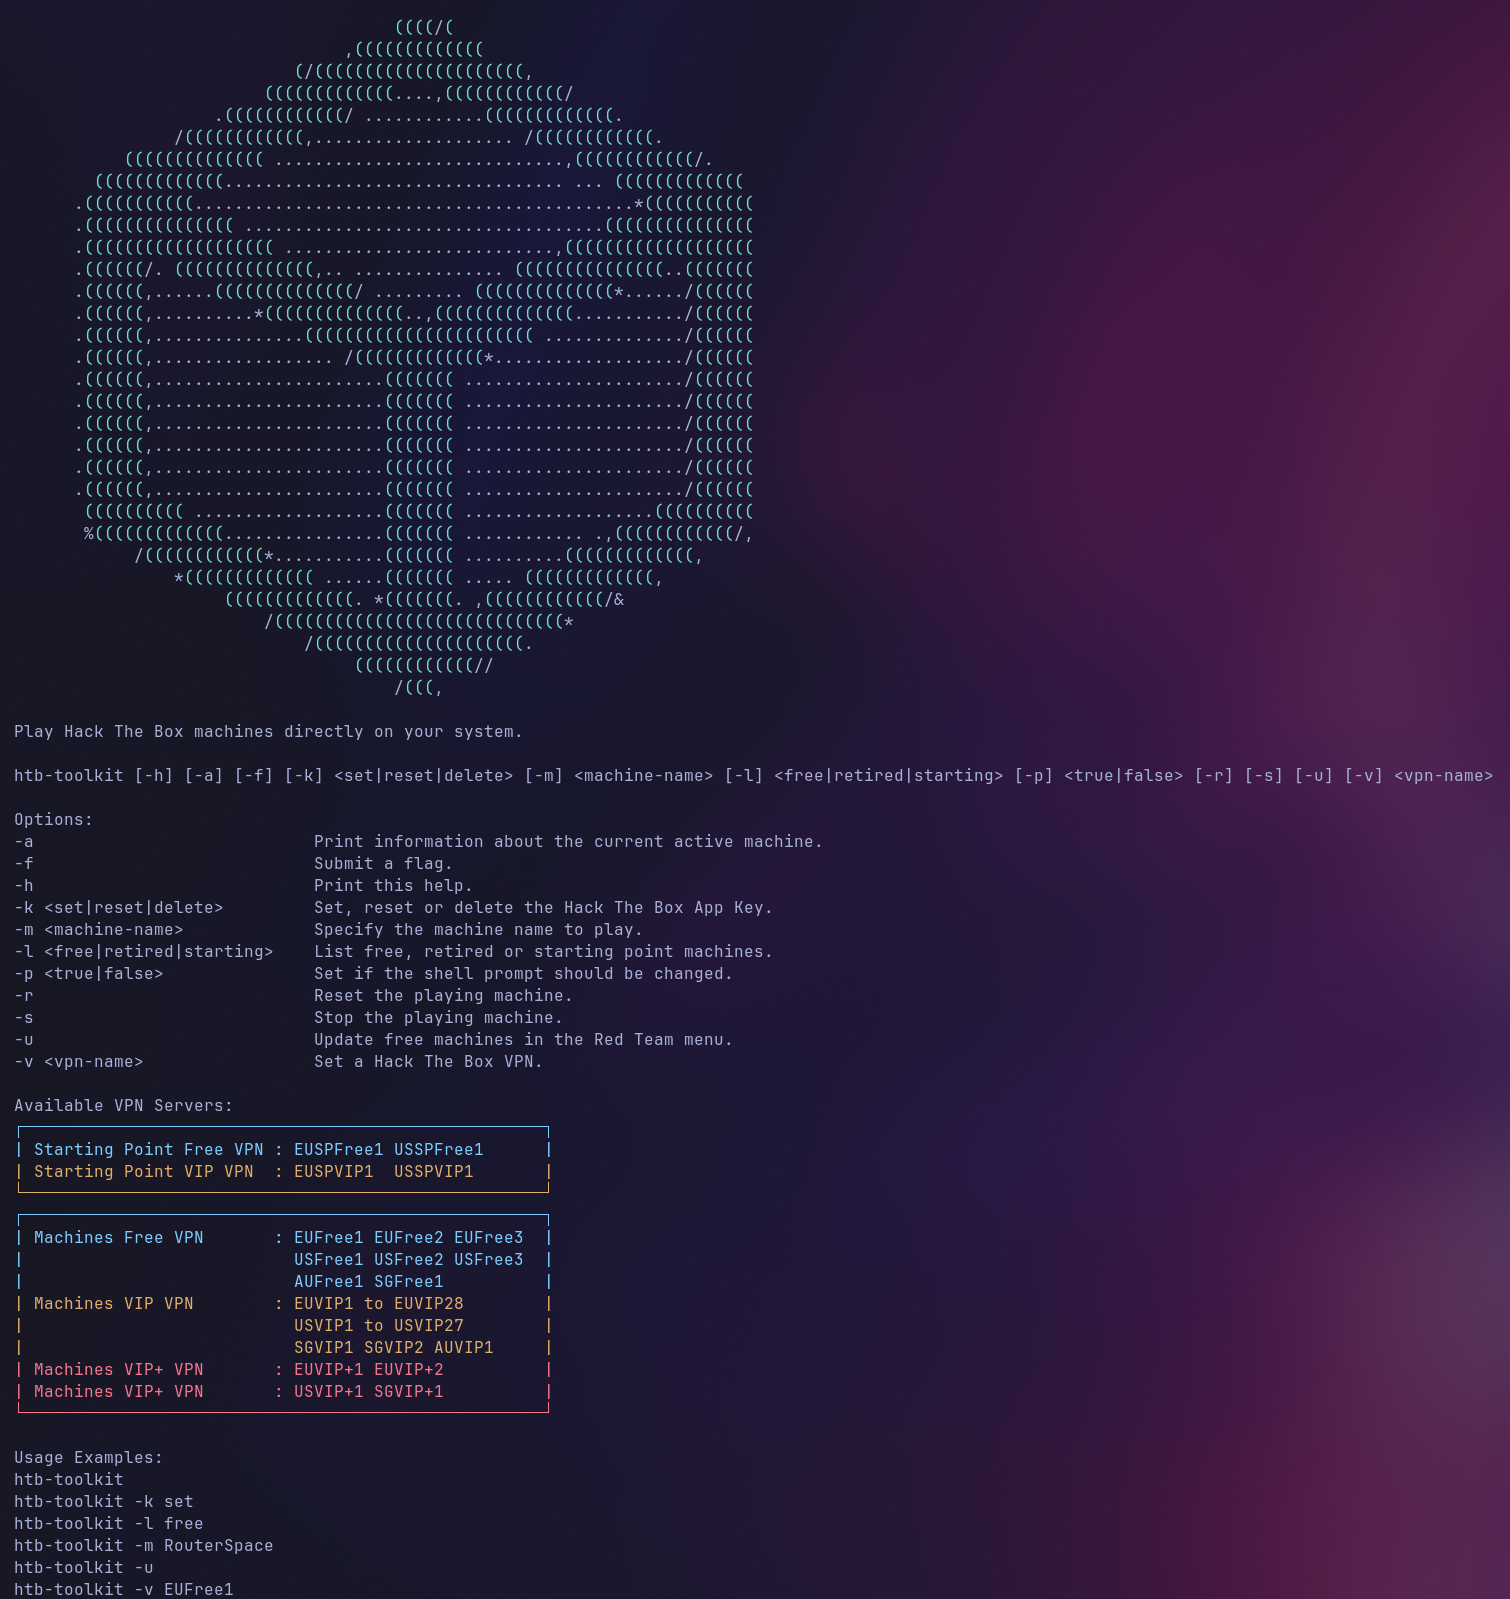 Play Hack The Box machines directly on your system.
htb-toolkit [-h] [-a] [-f] [-k] <set|reset|delete> [-m] <machine-name> [-l] <free|retired|starting> [-p] <true|false> [-r] [-s] [-u] [-v] <vpn-name>
Options:
-a Print information about the current active machine.
-f Submit a flag.
-h Print this help.
-k <set|reset|delete> Set, reset or delete the Hack The Box App Key.
-m <machine-name> Specify the machine name to play.
-l <free|retired|starting> List free, retired or starting point machines.
-p <true|false> Set if the shell prompt should be changed.
-r Reset the playing machine.
-s Stop the playing machine.
-u Update free machines in the Red Team menu.
-v <vpn-name> Set a Hack The Box VPN.
Available VPN Servers:
Starting Point Free VPN : EUSPFree1 USSPFree1
Starting Point VIP VPN : EUSPVIP1 USSPVIP1
Machines Free VPN : EUFree1 EUFree2 EUFree3
USFree1 USFree2 USFree3
AUFree1 SGFree1
Machines VIP VPN : EUVIP1 to EUVIP28
USVIP1 to USVIP27
SGVIP1 SGVIP2 AUVIP1
Machines VIP+ VPN : EUVIP+1 EUVIP+2
Machines VIP+ VPN : USVIP+1 SGVIP+1
Usage Examples:
htb-toolkit
htb-toolkit -k set
htb-toolkit -l free
htb-toolkit -m RouterSpace
htb-toolkit -u
htb-toolkit -v EUFree1